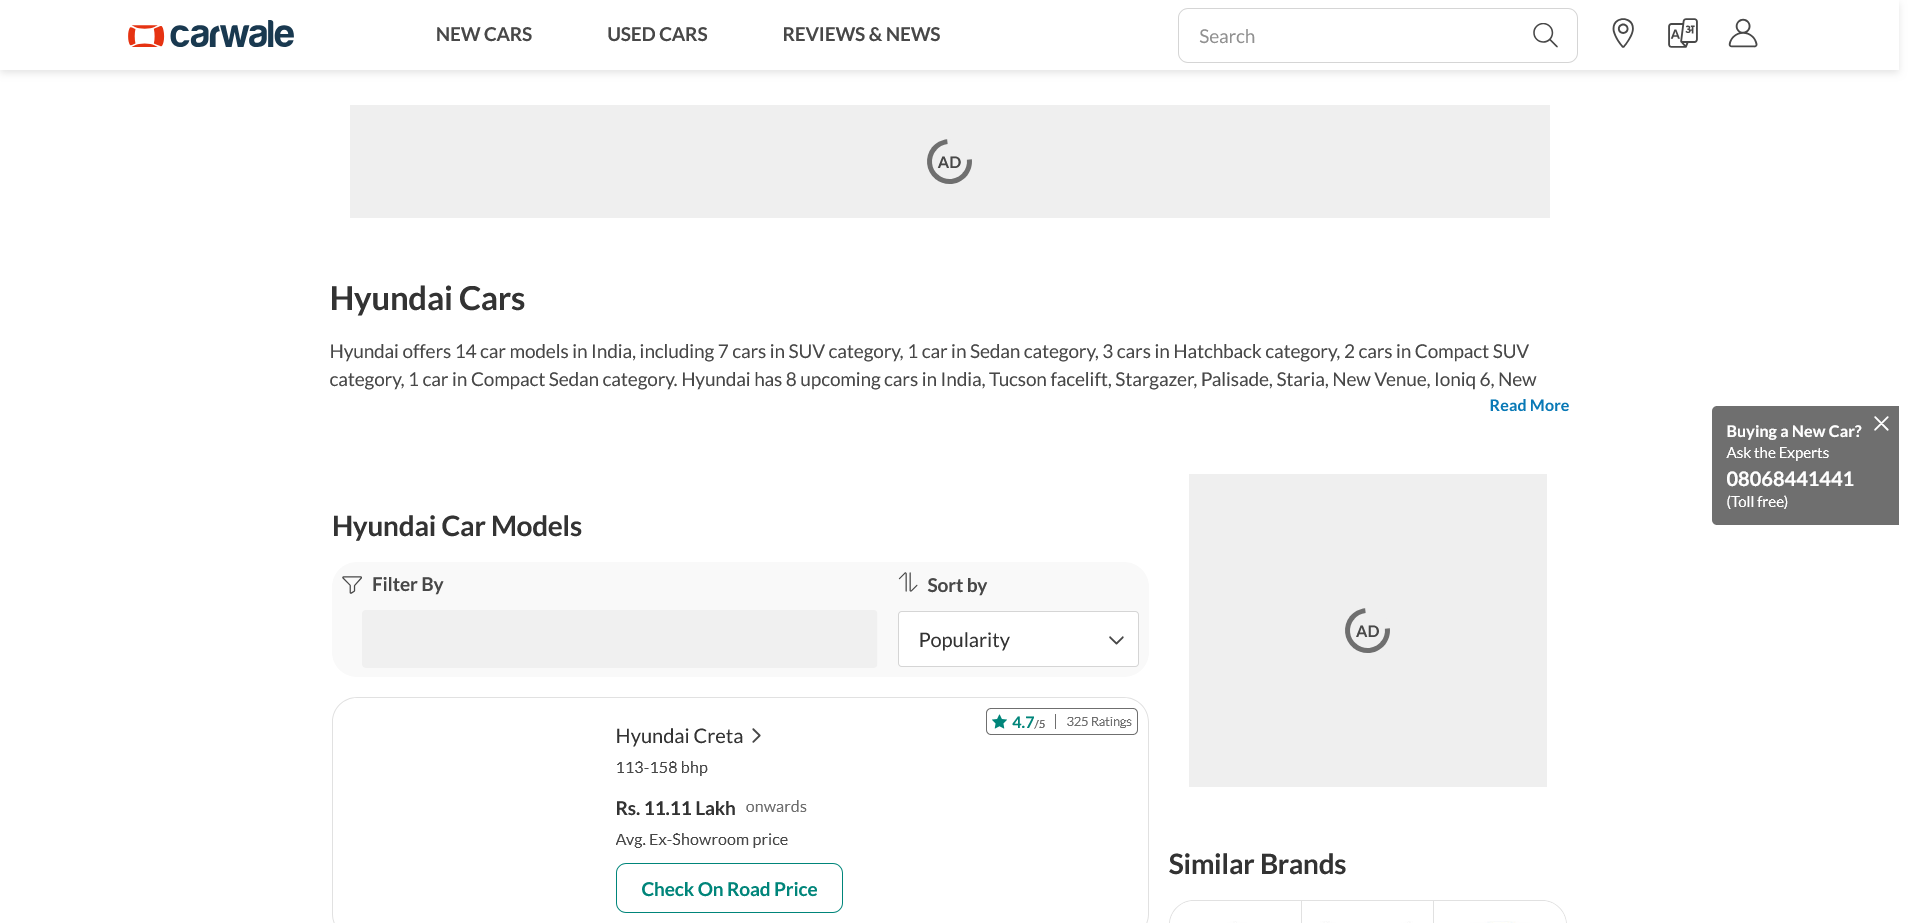 carwale
NEW CARS
USED CARS
REVIEWS & NEWS
Search
A अ
AD
Hyundai Cars
Hyundai offers 14 car models in India, including 7 cars in SUV category, 1 car in Sedan category, 3 cars in Hatchback category, 2 cars in Compact SUV
category, 1 car in Compact Sedan category. Hyundai has 8 upcoming cars in India, Tucson facelift, Stargazer, Palisade, Staria, New Venue, Ioniq 6, New
Read More
Buying a New Car?
Ask the Experts
08068441441
(Toll free)
Hyundai Car Models
Filter By
Sort by
Popularity
AD
4.7/5 | 325 Ratings
Hyundai Creta
113-158 bhp
Rs. 11.11 Lakh onwards
Avg. Ex-Showroom price
Check On Road Price
Similar Brands